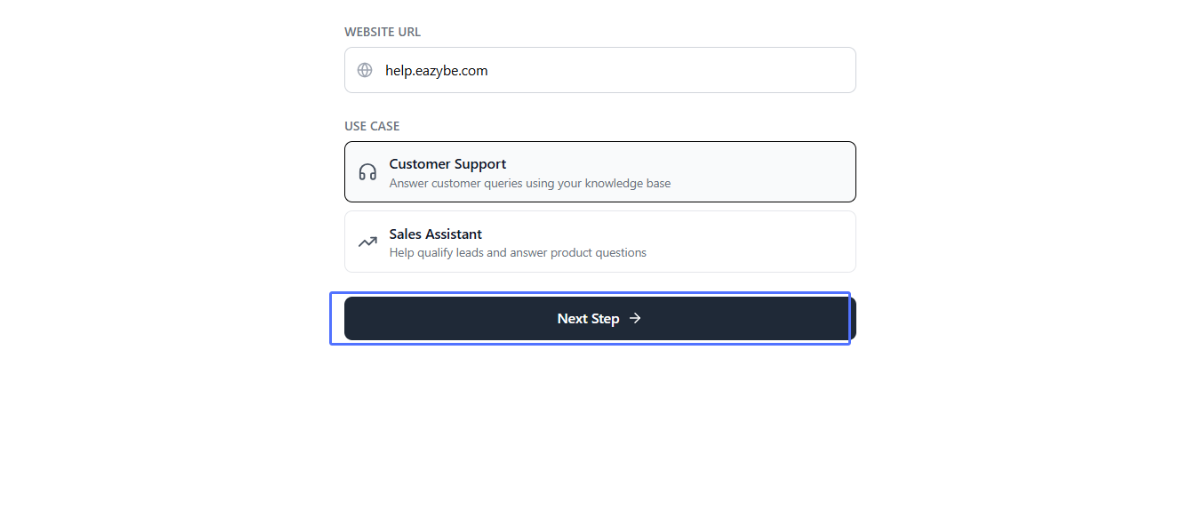 WEBSITE URL
help.eazybe.com
USE CASE
Customer Support
Answer customer queries using your knowledge base
Sales Assistant
Help qualify leads and answer product questions
Next Step →